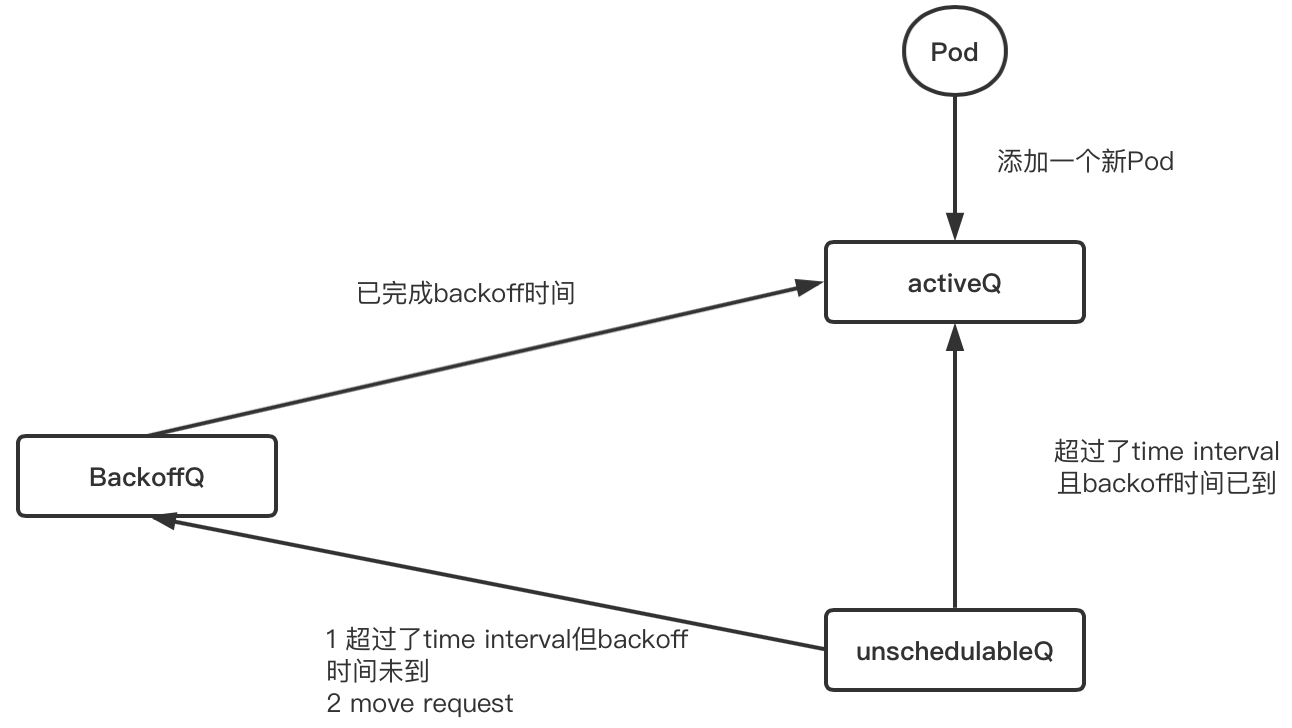 Pod
添加一个新Pod
activeQ
已完成backoff时间
BackoffQ
超过了time interval
且backoff时间已到
1 超过了time interval但backoff
时间未到
2 move request
unschedulableQ